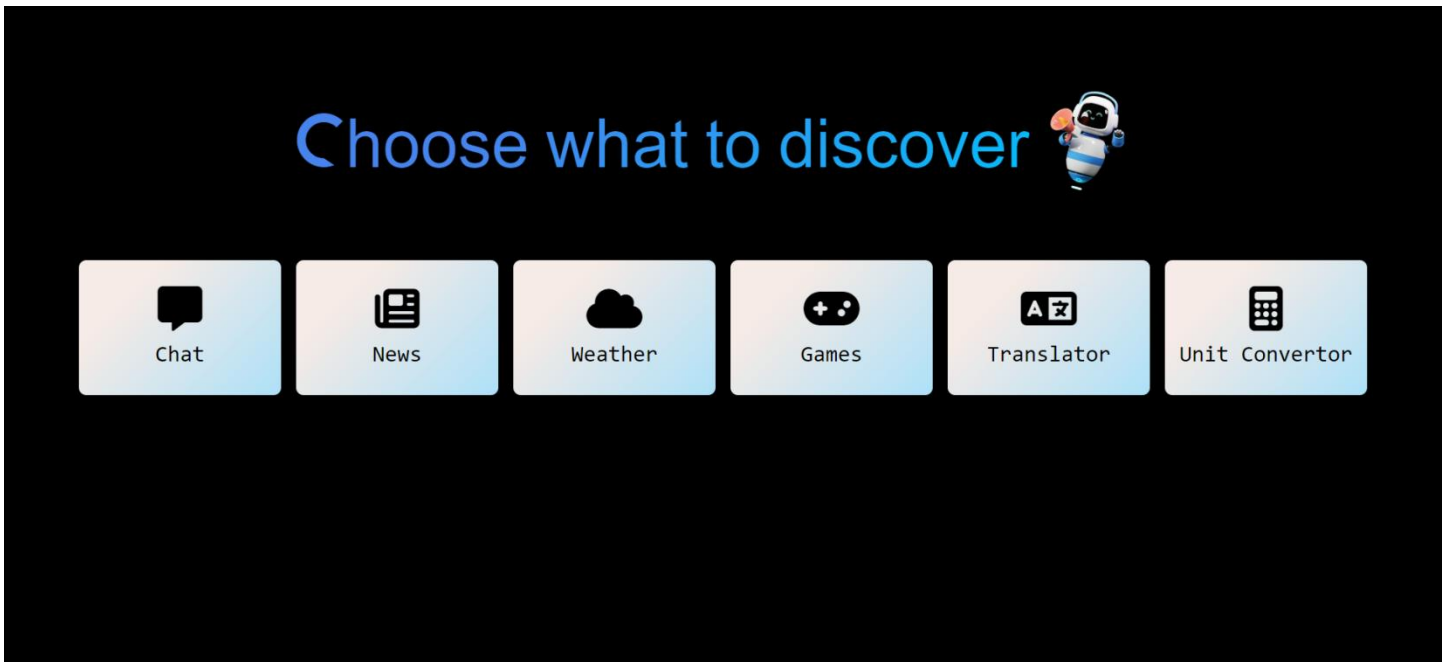 Choose what to discover
Chat
News
Weather
Games
Translator
Unit Convertor